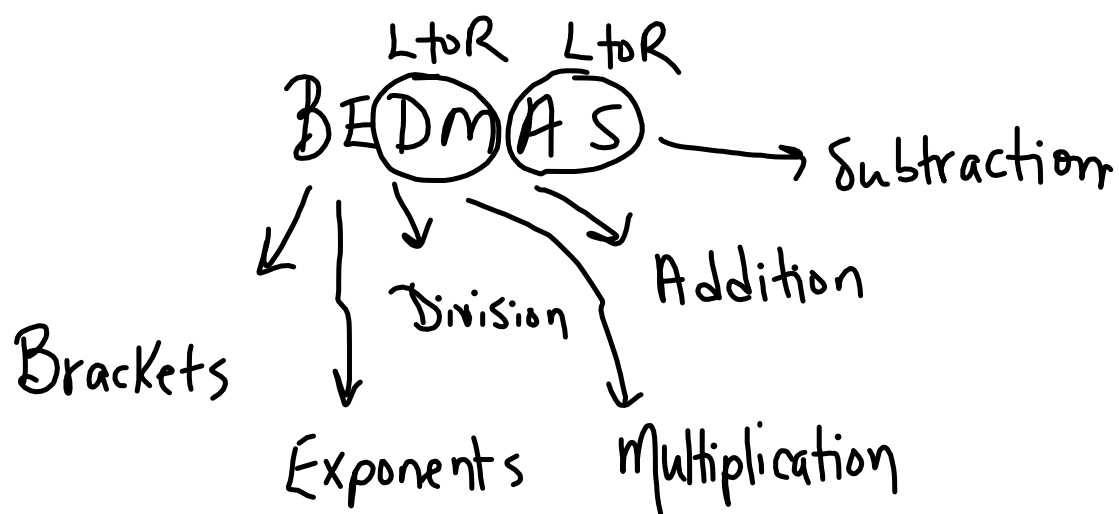 LtoR LtoR
BEDMAS
Subtraction
Addition
Division
Brackets
Exponents
Multiplication